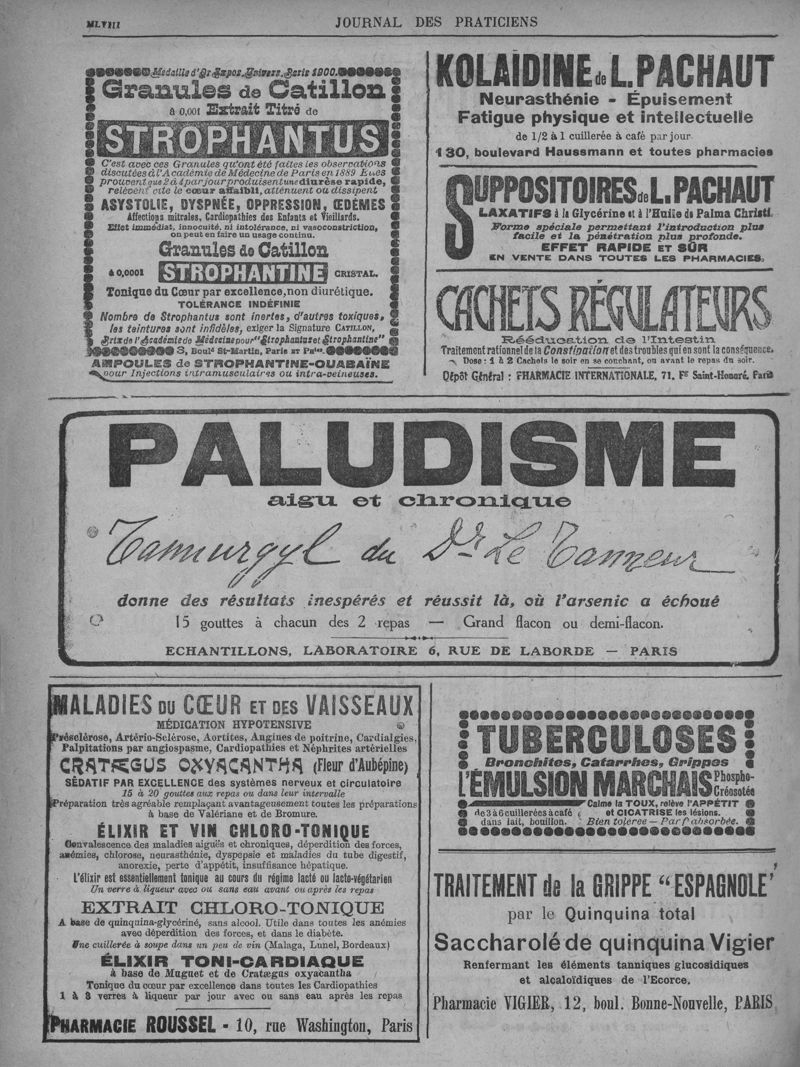 MLVIII
JOURNAL DES PRATICIENS
Médaille d'Or Expos. Univers. Paris 1900.
Granules de Catillon
à 0,001 Extrait Titré de
STROPHANTUS
C'est avec ces Granules qu'ont été faites les observations
discutées à l'Académie de Médecine de Paris en 1889 Elles
prouvent que 2 à 4 par jour produisent une diurèse rapide,
relèvent vite le cœur affaibli, atténuent ou dissipent
ASYSTOLIE, DYSPNÉE, OPPRESSION, ŒDÈMES
Affections mitrales, Cardiopathies des Enfants et Vieillards.
Effet immédiat, innocuité, ni intolérance, ni vasoconstriction,
on peut en faire un usage continu.
Granules de Catillon
à 0,0001 STROPHANTINE CRISTAL.
Tonique du Cœur par excellence, non diurétique.
TOLÉRANCE INDÉFINIE
Nombre de Strophantus sont inertes, d'autres toxiques,
les teintures sont infidèles, exiger la Signature CATILLON,
Prix de l'Académie de Médecine pour "Strophantus et Strophantine"
3, Boulᵈ St-Martin, Paris et Phⁱᵉˢ.
AMPOULES de STROPHANTINE-OUABAÏNE
pour Injections intramusculaires ou intra-veineuses.
KOLAÏDINE de L. PACHAUT
Neurasthénie - Épuisement
Fatigue physique et intellectuelle
de 1/2 à 1 cuillerée à café par jour
130, boulevard Haussmann et toutes pharmacies
SUPPOSITOIRES de L. PACHAUT
LAXATIFS à la Glycérine et à l'Huile de Palma Christi.
Forme spéciale permettant l'introduction plus
facile et la pénétration plus profonde.
EFFET RAPIDE ET SÛR
EN VENTE DANS TOUTES LES PHARMACIES.
CACHETS RÉGULATEURS
Rééducation de l'Intestin
Traitement rationnel de la Constipation et des troubles qui en sont la conséquence.
Dose : 1 à 2 Cachets le soir en se couchant, ou avant le repas du soir.
Dépôt Général : PHARMACIE INTERNATIONALE, 71, Fg Saint-Honoré, Paris
PALUDISME
aigu et chronique
Tannurgyl du Dr Le Tanneur
donne des résultats inespérés et réussit là, où l'arsenic a échoué
15 gouttes à chacun des 2 repas — Grand flacon ou demi-flacon.
ECHANTILLONS, LABORATOIRE 6, RUE DE LABORDE — PARIS
MALADIES DU CŒUR ET DES VAISSEAUX
MÉDICATION HYPOTENSIVE
Présclérose, Artério-Sclérose, Aortites, Angines de poitrine, Cardialgies,
Palpitations par angiospasme, Cardiopathies et Néphrites artérielles
CRATÆGUS OXYACANTHA (Fleur d'Aubépine)
SÉDATIF PAR EXCELLENCE des systèmes nerveux et circulatoire
15 à 20 gouttes aux repas ou dans leur intervalle
Préparation très agréable remplaçant avantageusement toutes les préparations
à base de Valériane et de Bromure.
ÉLIXIR ET VIN CHLORO-TONIQUE
Convalescence des maladies aiguës et chroniques, déperdition des forces,
anémies, chlorose, neurasthénie, dyspepsie et maladies du tube digestif,
anorexie, perte d'appétit, insuffisance hépatique.
L'élixir est essentiellement tonique au cours du régime lacté ou lacto-végétarien
Un verre à liqueur avec ou sans eau avant ou après les repas
EXTRAIT CHLORO-TONIQUE
A base de quinquina-glycériné, sans alcool. Utile dans toutes les anémies
avec déperdition des forces, et dans le diabète.
Une cuillerée à soupe dans un peu de vin (Malaga, Lunel, Bordeaux)
ÉLIXIR TONI-CARDIAQUE
à base de Muguet et de Cratægus oxyacantha
Tonique du cœur par excellence dans toutes les Cardiopathies
1 à 3 verres à liqueur par jour avec ou sans eau après les repas
PHARMACIE ROUSSEL - 10, rue Washington, Paris
TUBERCULOSES
Bronchites, Catarrhes, Grippes
L'ÉMULSION MARCHAIS Phospho-Créosotée
Calme la TOUX, relève l'APPÉTIT
de 3 à 6 cuillerées à café et CICATRISE les lésions.
dans lait, bouillon. Bien tolérée — Parfᵗ absorbée.
TRAITEMENT de la GRIPPE "ESPAGNOLE"
par le Quinquina total
Saccharolé de quinquina Vigier
Renfermant les éléments tanniques glucosidiques
et alcaloïdiques de l'Ecorce.
Pharmacie VIGIER, 12, boul. Bonne-Nouvelle, PARIS